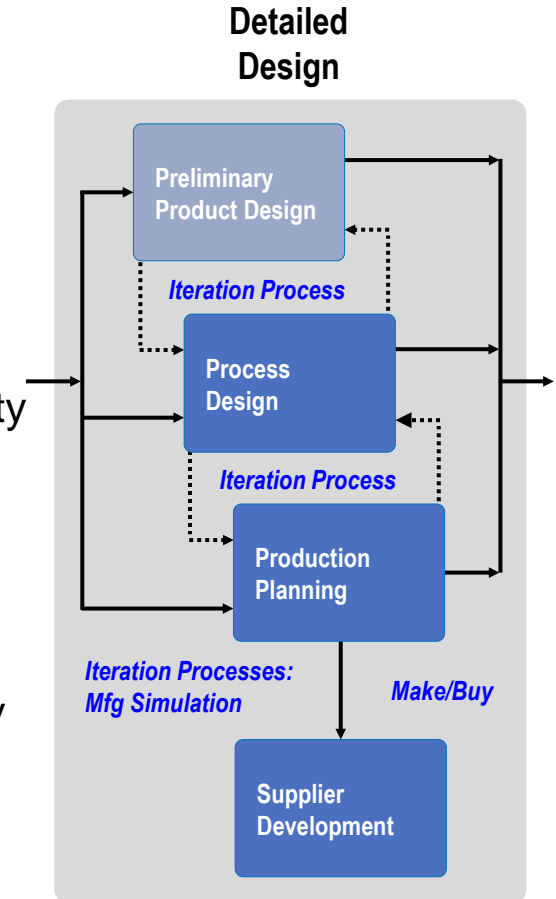 Detailed
Design
Preliminary
Product Design
Iteration Process
Process
Design
ty
Iteration Process
Production
Planning
Iteration Processes:
Mfg Simulation
Make/Buy
y
Supplier
Development